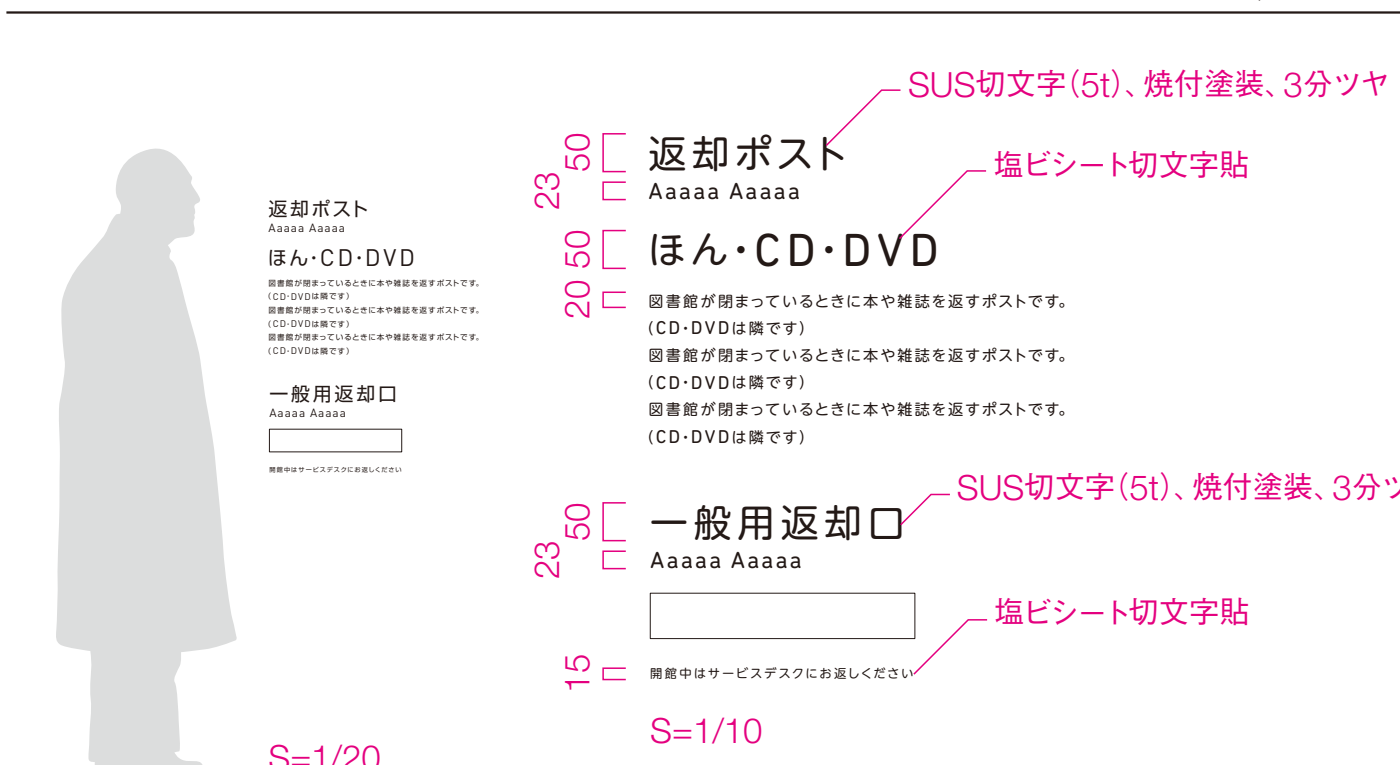 返却ポスト
Aaaaa Aaaaa
ほん・CD・DVD
図書館が閉まっているときに本や雑誌を返すポストです。
(CD・DVDは隣です)
図書館が閉まっているときに本や雑誌を返すポストです。
(CD・DVDは隣です)
図書館が閉まっているときに本や雑誌を返すポストです。
(CD・DVDは隣です)
一般用返却口
Aaaaa Aaaaa
開館中はサービスデスクにお返しください
S=1/20
SUS切文字(5t)、焼付塗装、3分ツヤ
50
返却ポスト
23
Aaaaa Aaaaa
塩ビシート切文字貼
50
ほん・CD・DVD
20
図書館が閉まっているときに本や雑誌を返すポストです。
(CD・DVDは隣です)
図書館が閉まっているときに本や雑誌を返すポストです。
(CD・DVDは隣です)
図書館が閉まっているときに本や雑誌を返すポストです。
(CD・DVDは隣です)
SUS切文字(5t)、焼付塗装、3分ツ
50
一般用返却口
23
Aaaaa Aaaaa
塩ビシート切文字貼
15
開館中はサービスデスクにお返しください
S=1/10